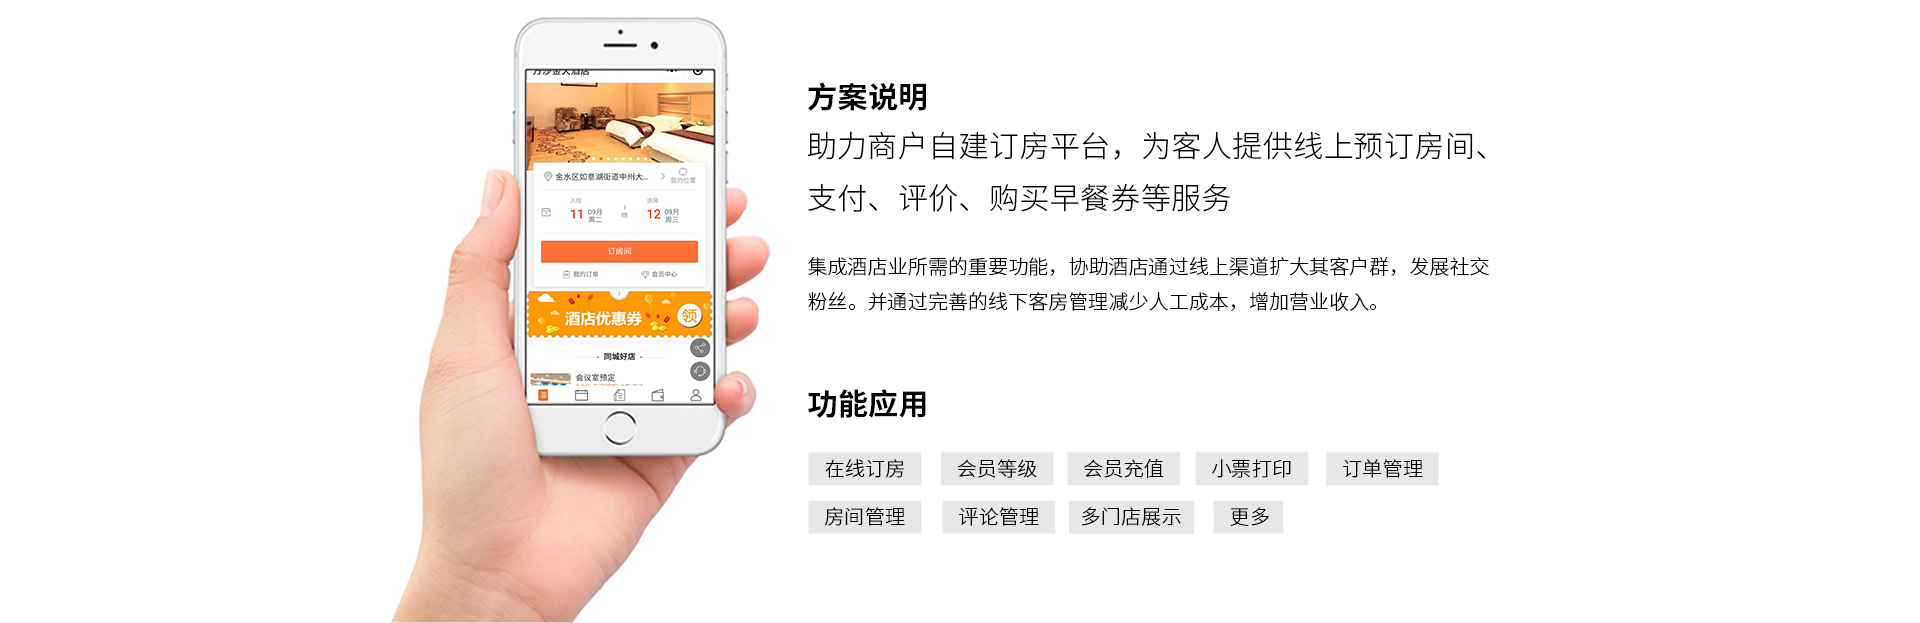 金水区如意湖街道中州大...
我的位置
入住
11 09月 周二
1晚
退房
12 09月 周三
订房间
我的订单
会员中心
酒店优惠券
领
· 同城好店 ·
会议室预定
方案说明
助力商户自建订房平台，为客人提供线上预订房间、
支付、评价、购买早餐券等服务
集成酒店业所需的重要功能，协助酒店通过线上渠道扩大其客户群，发展社交
粉丝。并通过完善的线下客房管理减少人工成本，增加营业收入。
功能应用
在线订房 会员等级 会员充值 小票打印 订单管理
房间管理 评论管理 多门店展示 更多